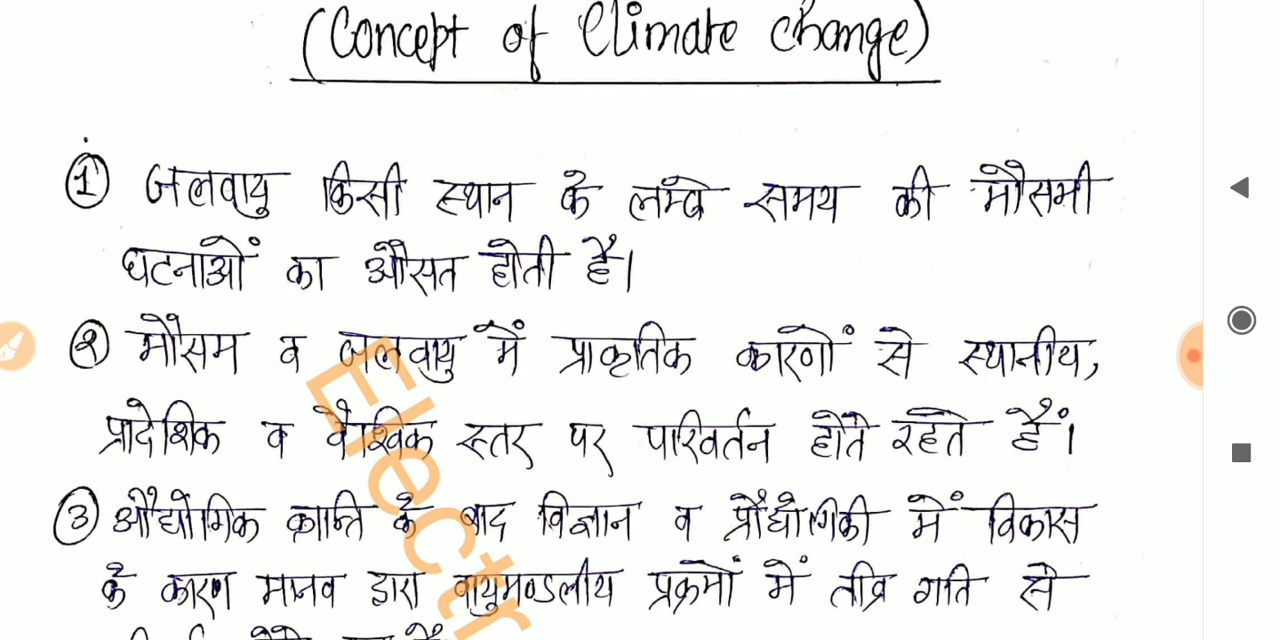 (Concept of Climate change)
① जलवायु किसी स्थान के लम्बे समय की मौसमी
घटनाओं का औसत होती है।
② मौसम व जलवायु में प्राकृतिक कारणों से स्थानीय,
प्रादेशिक व वैश्विक स्तर पर परिवर्तन होते रहते हैं।
③ औद्योगिक क्रान्ति के बाद विज्ञान व प्रौद्योगिकी में विकास
के कारण मानव द्वारा वायुमण्डलीय प्रक्रमों में तीव्र गति से
Electr